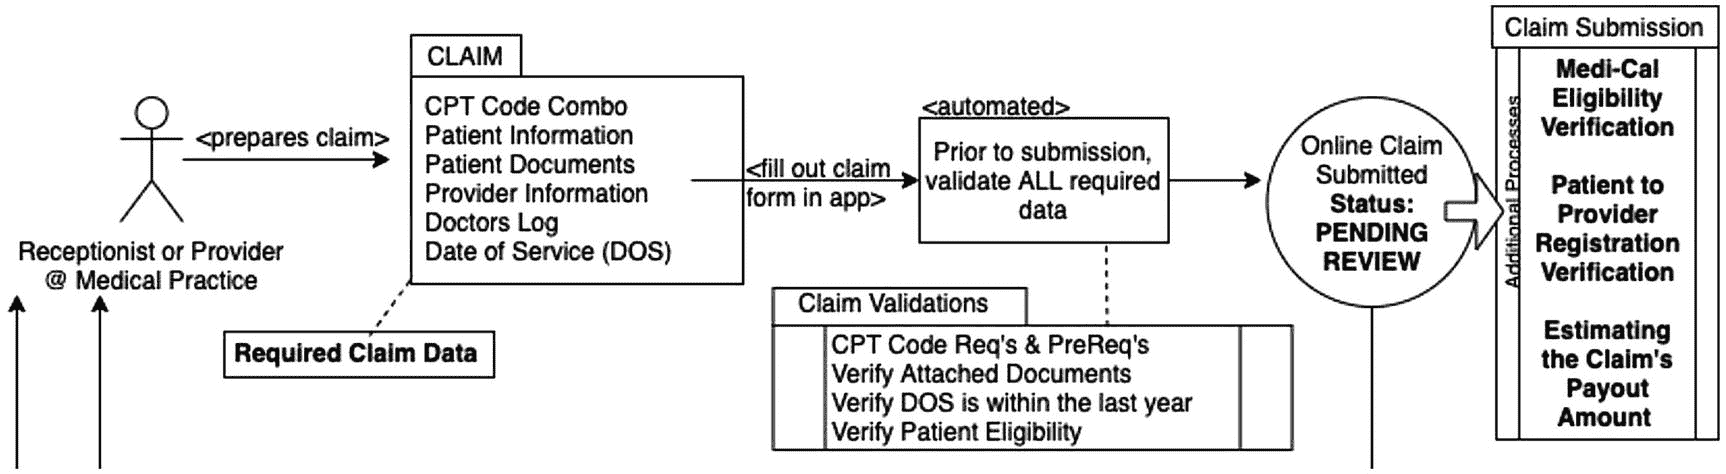 Receptionist or Provider
@ Medical Practice
<prepares claim>
CLAIM
CPT Code Combo
Patient Information
Patient Documents
Provider Information
Doctors Log
Date of Service (DOS)
Required Claim Data
<fill out claim
form in app>
<automated>
Prior to submission,
validate ALL required
data
Claim Validations
CPT Code Req's & PreReq's
Verify Attached Documents
Verify DOS is within the last year
Verify Patient Eligibility
Online Claim
Submitted
Status:
PENDING
REVIEW
Claim Submission
Additional Processes
Medi-Cal
Eligibility
Verification
Patient to
Provider
Registration
Verification
Estimating
the Claim's
Payout
Amount